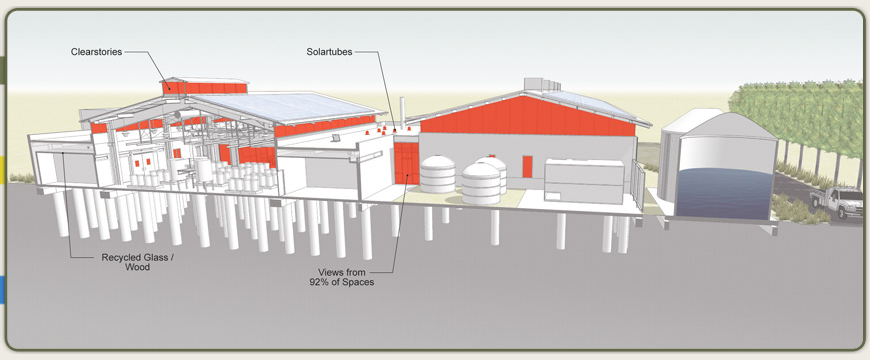 Clearstories
Solartubes
Recycled Glass /
Wood
Views from
92% of Spaces